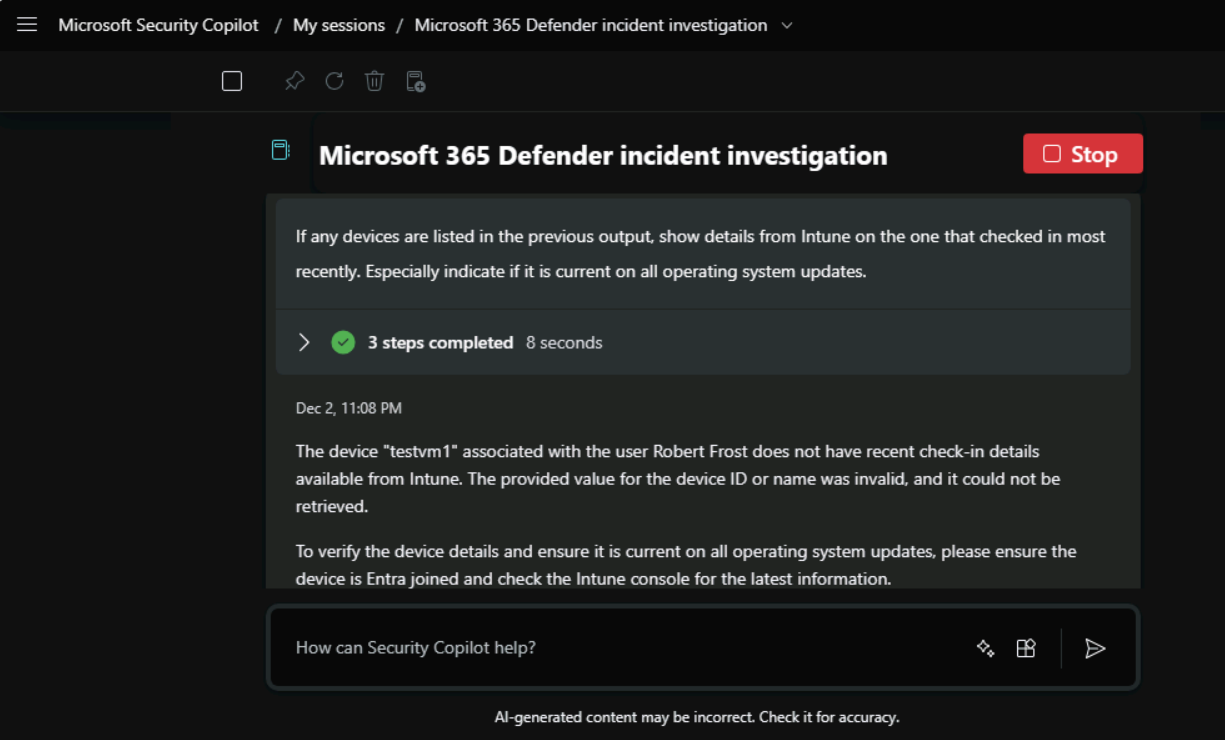 Microsoft Security Copilot / My sessions / Microsoft 365 Defender incident investigation
Microsoft 365 Defender incident investigation
Stop
If any devices are listed in the previous output, show details from Intune on the one that checked in most
recently. Especially indicate if it is current on all operating system updates.
3 steps completed 8 seconds
Dec 2, 11:08 PM
The device "testvm1" associated with the user Robert Frost does not have recent check-in details
available from Intune. The provided value for the device ID or name was invalid, and it could not be
retrieved.
To verify the device details and ensure it is current on all operating system updates, please ensure the
device is Entra joined and check the Intune console for the latest information.
How can Security Copilot help?
AI-generated content may be incorrect. Check it for accuracy.